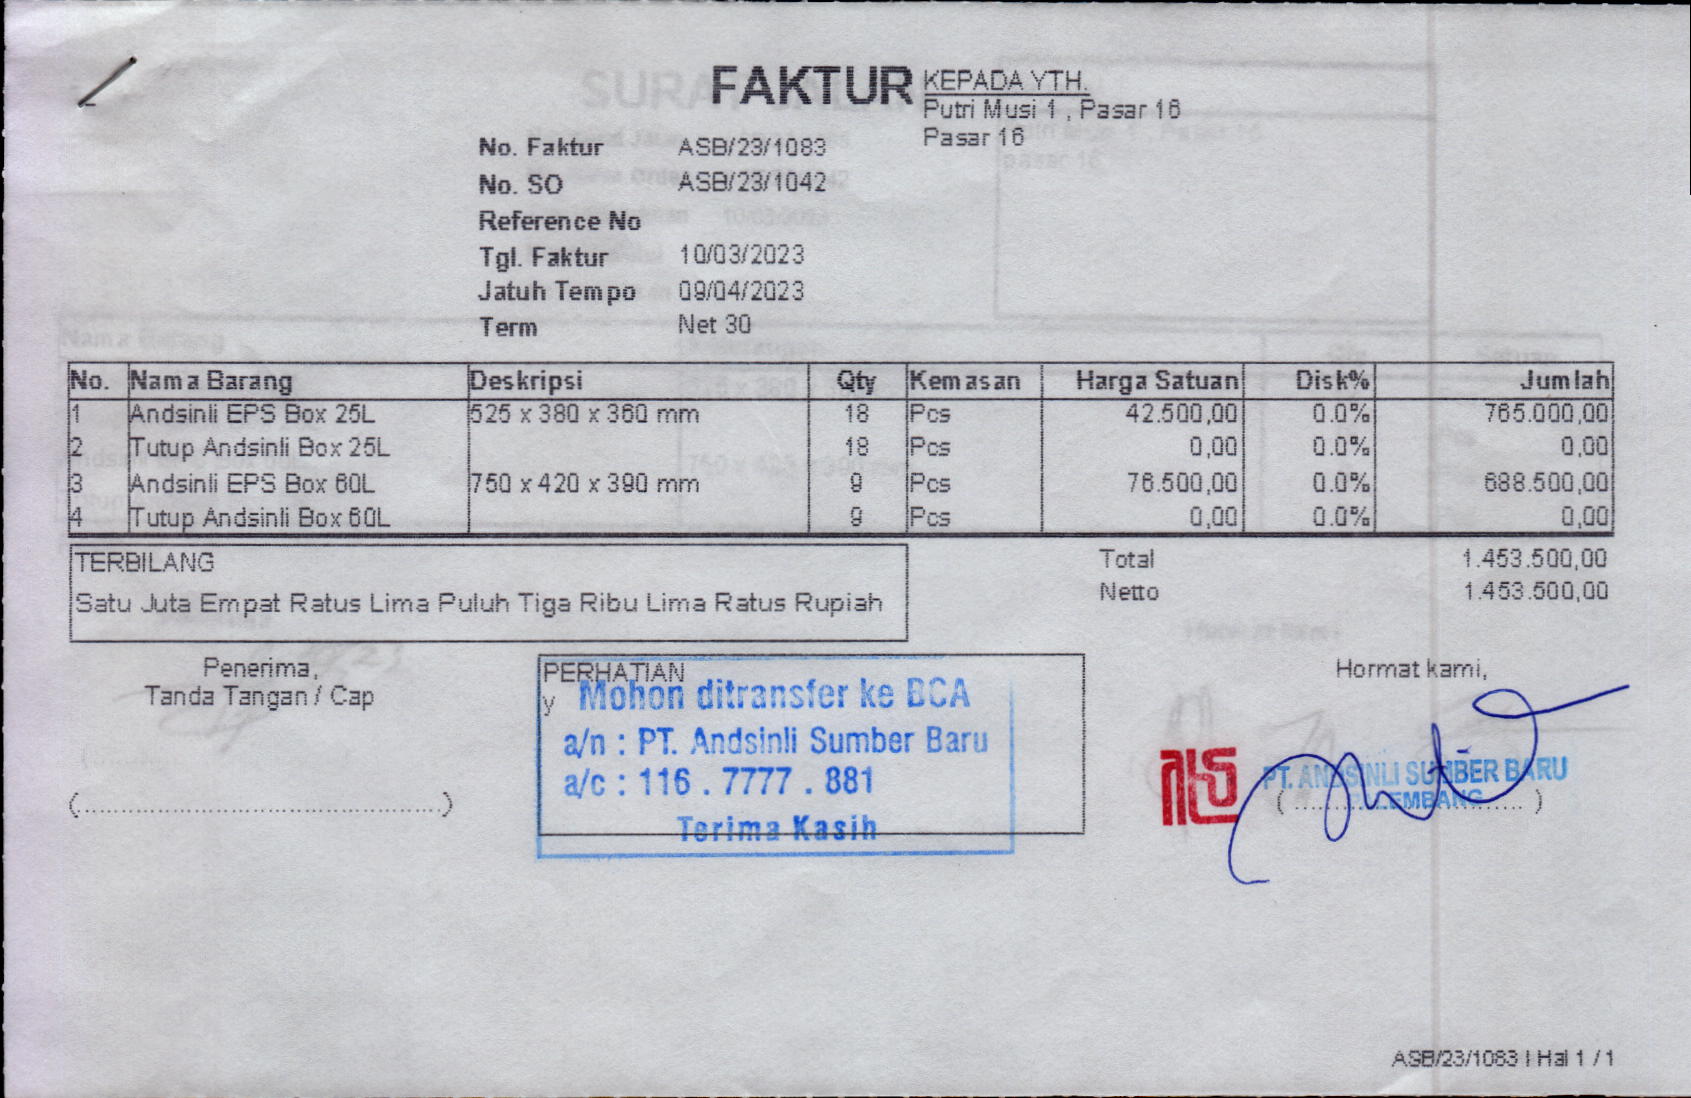 FAKTUR
KEPADA YTH.
Putri Musi 1 , Pasar 16
Pasar 16
No. Faktur ASB/23/1083
No. SO ASB/23/1042
Reference No
Tgl. Faktur 10/03/2023
Jatuh Tempo 09/04/2023
Term Net 30
No. Nama Barang Deskripsi Qty Kemasan Harga Satuan Disk% Jumlah
1 Andsinli EPS Box 25L 525 x 380 x 360 mm 18 Pcs 42.500,00 0.0% 765.000,00
2 Tutup Andsinli Box 25L 18 Pcs 0,00 0.0% 0,00
3 Andsinli EPS Box 60L 750 x 420 x 390 mm 9 Pcs 76.500,00 0.0% 688.500,00
4 Tutup Andsinli Box 60L 9 Pcs 0,00 0.0% 0,00
TERBILANG
Satu Juta Empat Ratus Lima Puluh Tiga Ribu Lima Ratus Rupiah
Total 1.453.500,00
Netto 1.453.500,00
Penerima,
Tanda Tangan / Cap
(.......................................)
PERHATIAN
y
Mohon ditransfer ke BCA
a/n : PT. Andsinli Sumber Baru
a/c : 116 . 7777 . 881
Terima Kasih
Hormat kami,
PT. ANDSINLI SUMBER BARU
ASB/23/1083 | Hal 1 / 1